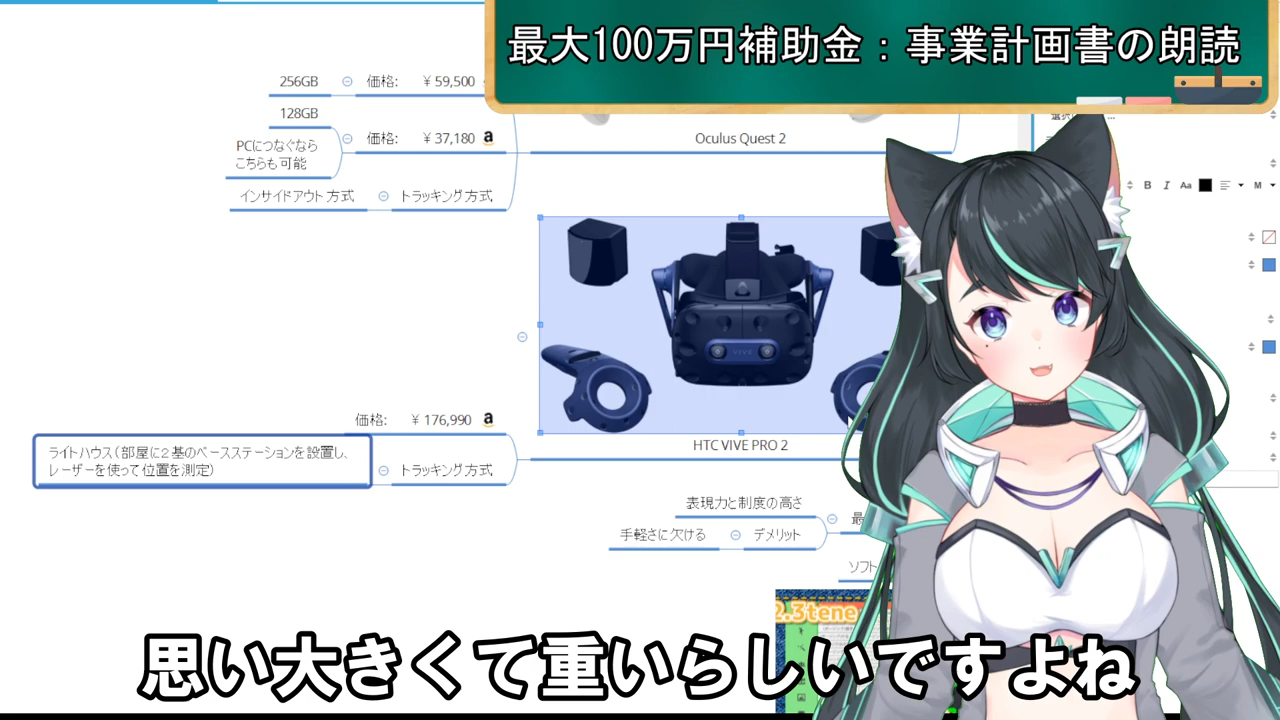 最大100万円補助金：事業計画書の朗読
256GB
価格:
￥59,500
128GB
PCにつなぐなら
こちらも可能
価格:
￥37,180
a
Oculus Quest 2
インサイドアウト方式
トラッキング方式
B I Aa
M
VIVE
価格:
￥176,990
a
HTC VIVE PRO 2
ライトハウス（部屋に２基のベースステーションを設置し、
レーザーを使って位置を測定）
トラッキング方式
表現力と制度の高さ
手軽さに欠ける
デメリット
最
ソフト
2.3tene
思い大きくて重いらしいですよね